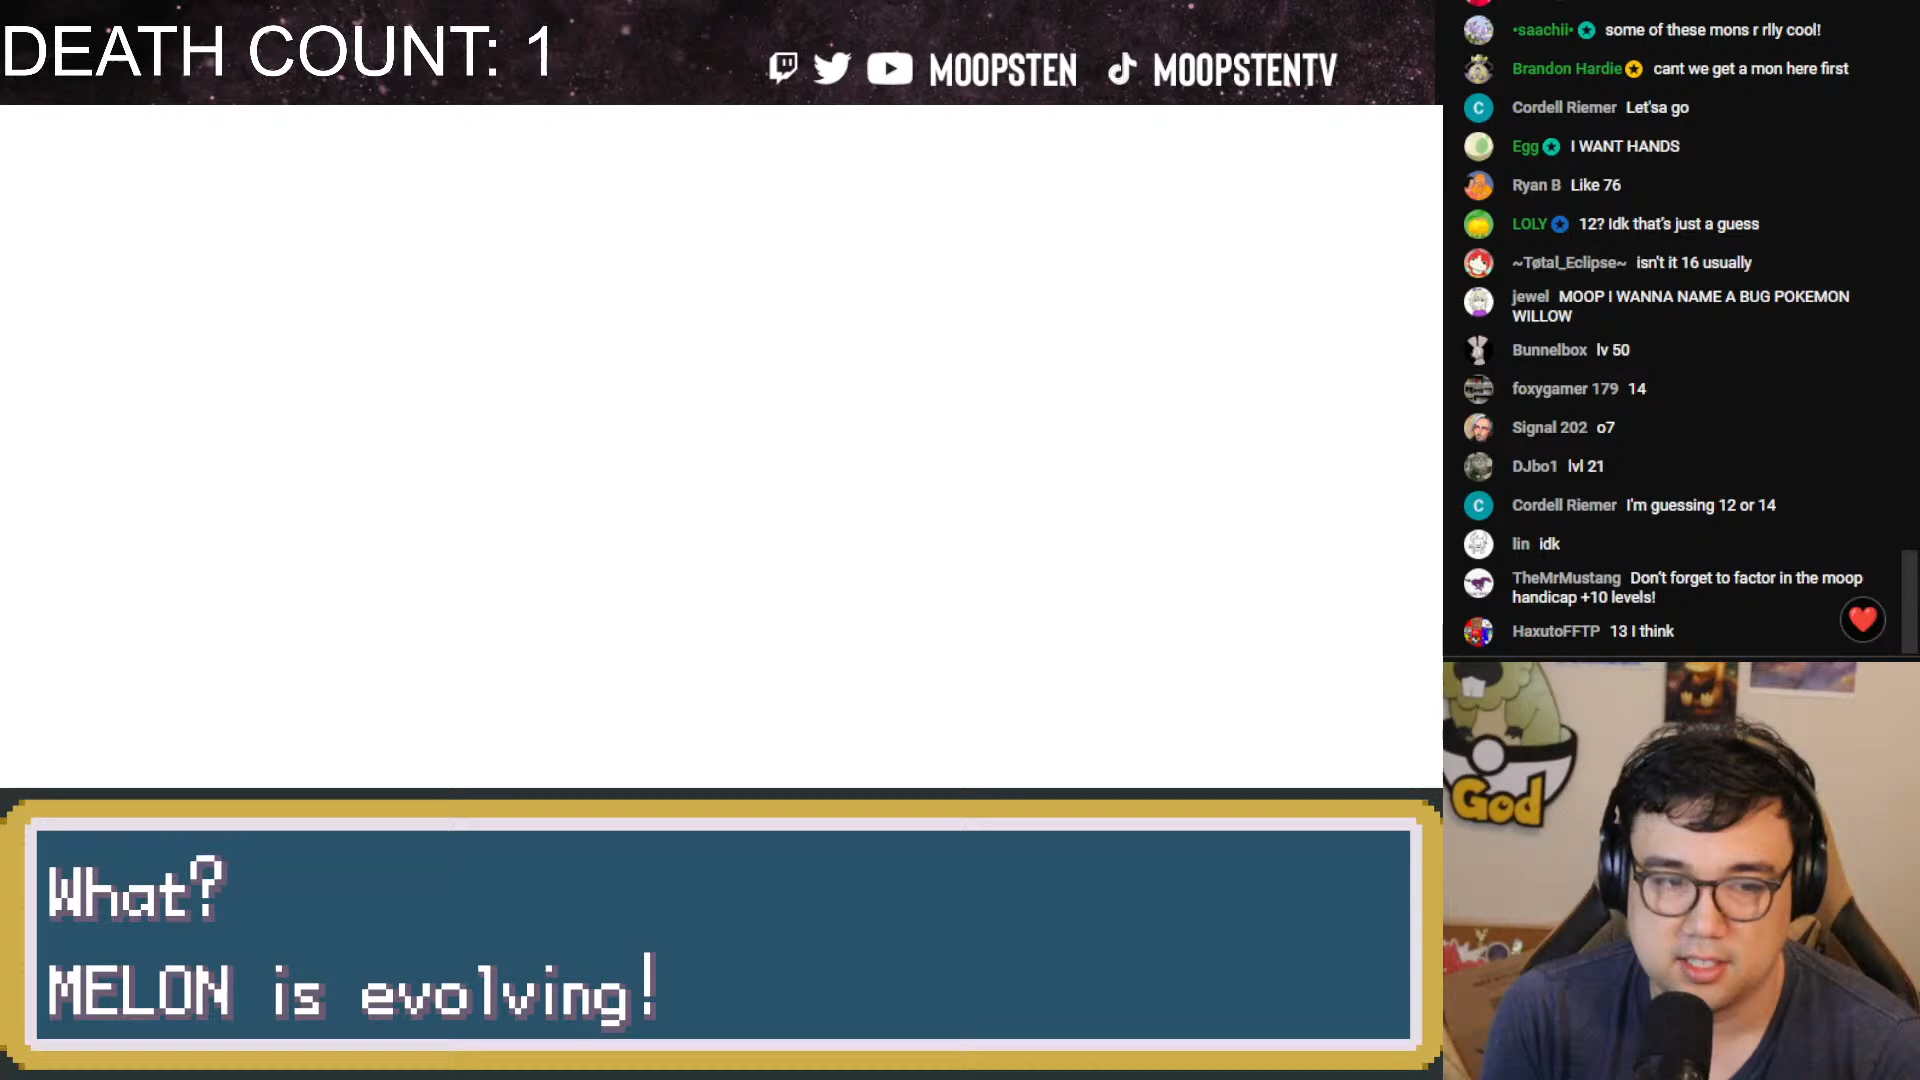 DEATH COUNT: 1
MOOPSTEN
MOOPSTENTV
•saachii• some of these mons r rlly cool!
Brandon Hardie cant we get a mon here first
C Cordell Riemer Let'sa go
Egg I WANT HANDS
Ryan B Like 76
LOLY 12? Idk that's just a guess
~Tøtal_Eclipse~ isn't it 16 usually
jewel MOOP I WANNA NAME A BUG POKEMON
WILLOW
Bunnelbox lv 50
foxygamer 179 14
Signal 202 o7
DJbo1 lvl 21
C Cordell Riemer I'm guessing 12 or 14
lin idk
TheMrMustang Don't forget to factor in the moop
handicap +10 levels!
HaxutoFFTP 13 I think
God
What?
MELON is evolving!